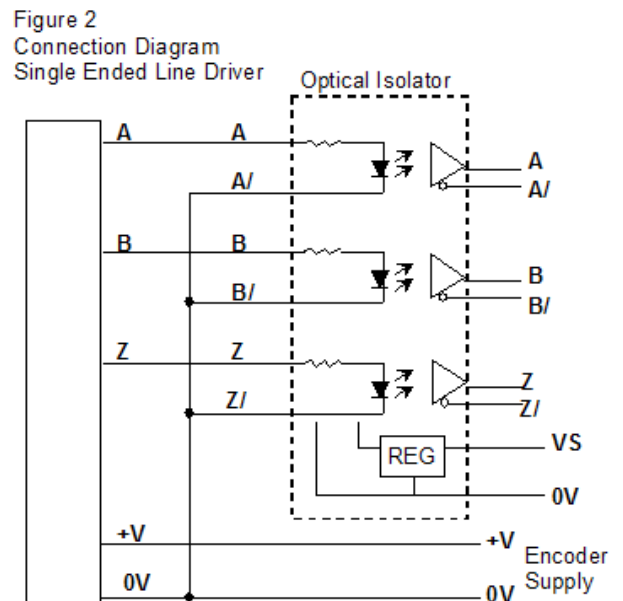 Figure 2
Connection Diagram
Single Ended Line Driver
Optical Isolator
A A A
A/ A/
B B B
B/ B/
Z Z Z
Z/ Z/
REG VS
0V
+V +V
Encoder
Supply
0V 0V